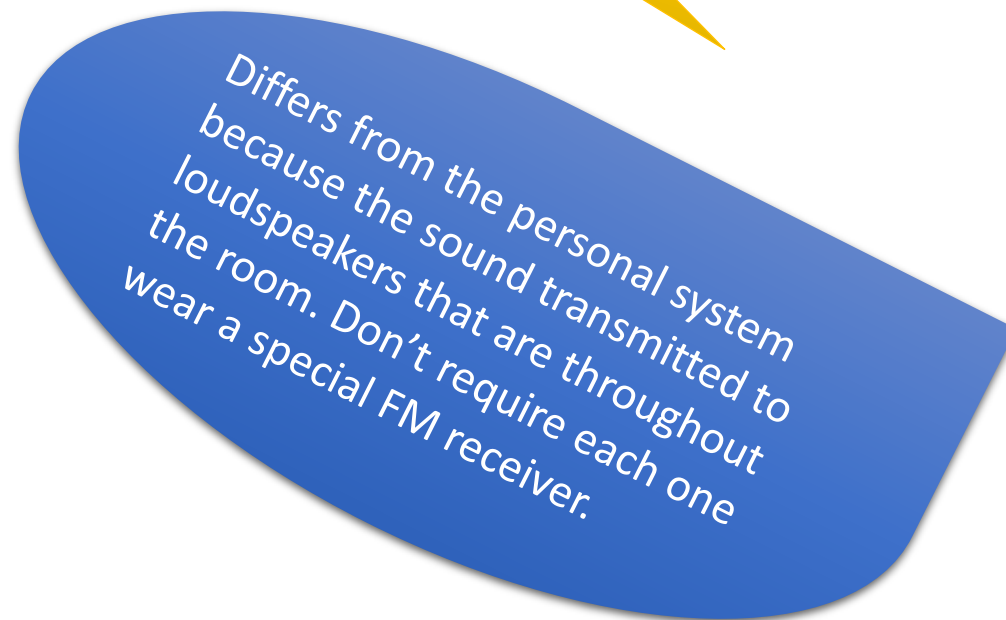 Differs from the personal system
because the sound transmitted to
loudspeakers that are throughout
the room. Don’t require each one
wear a special FM receiver.